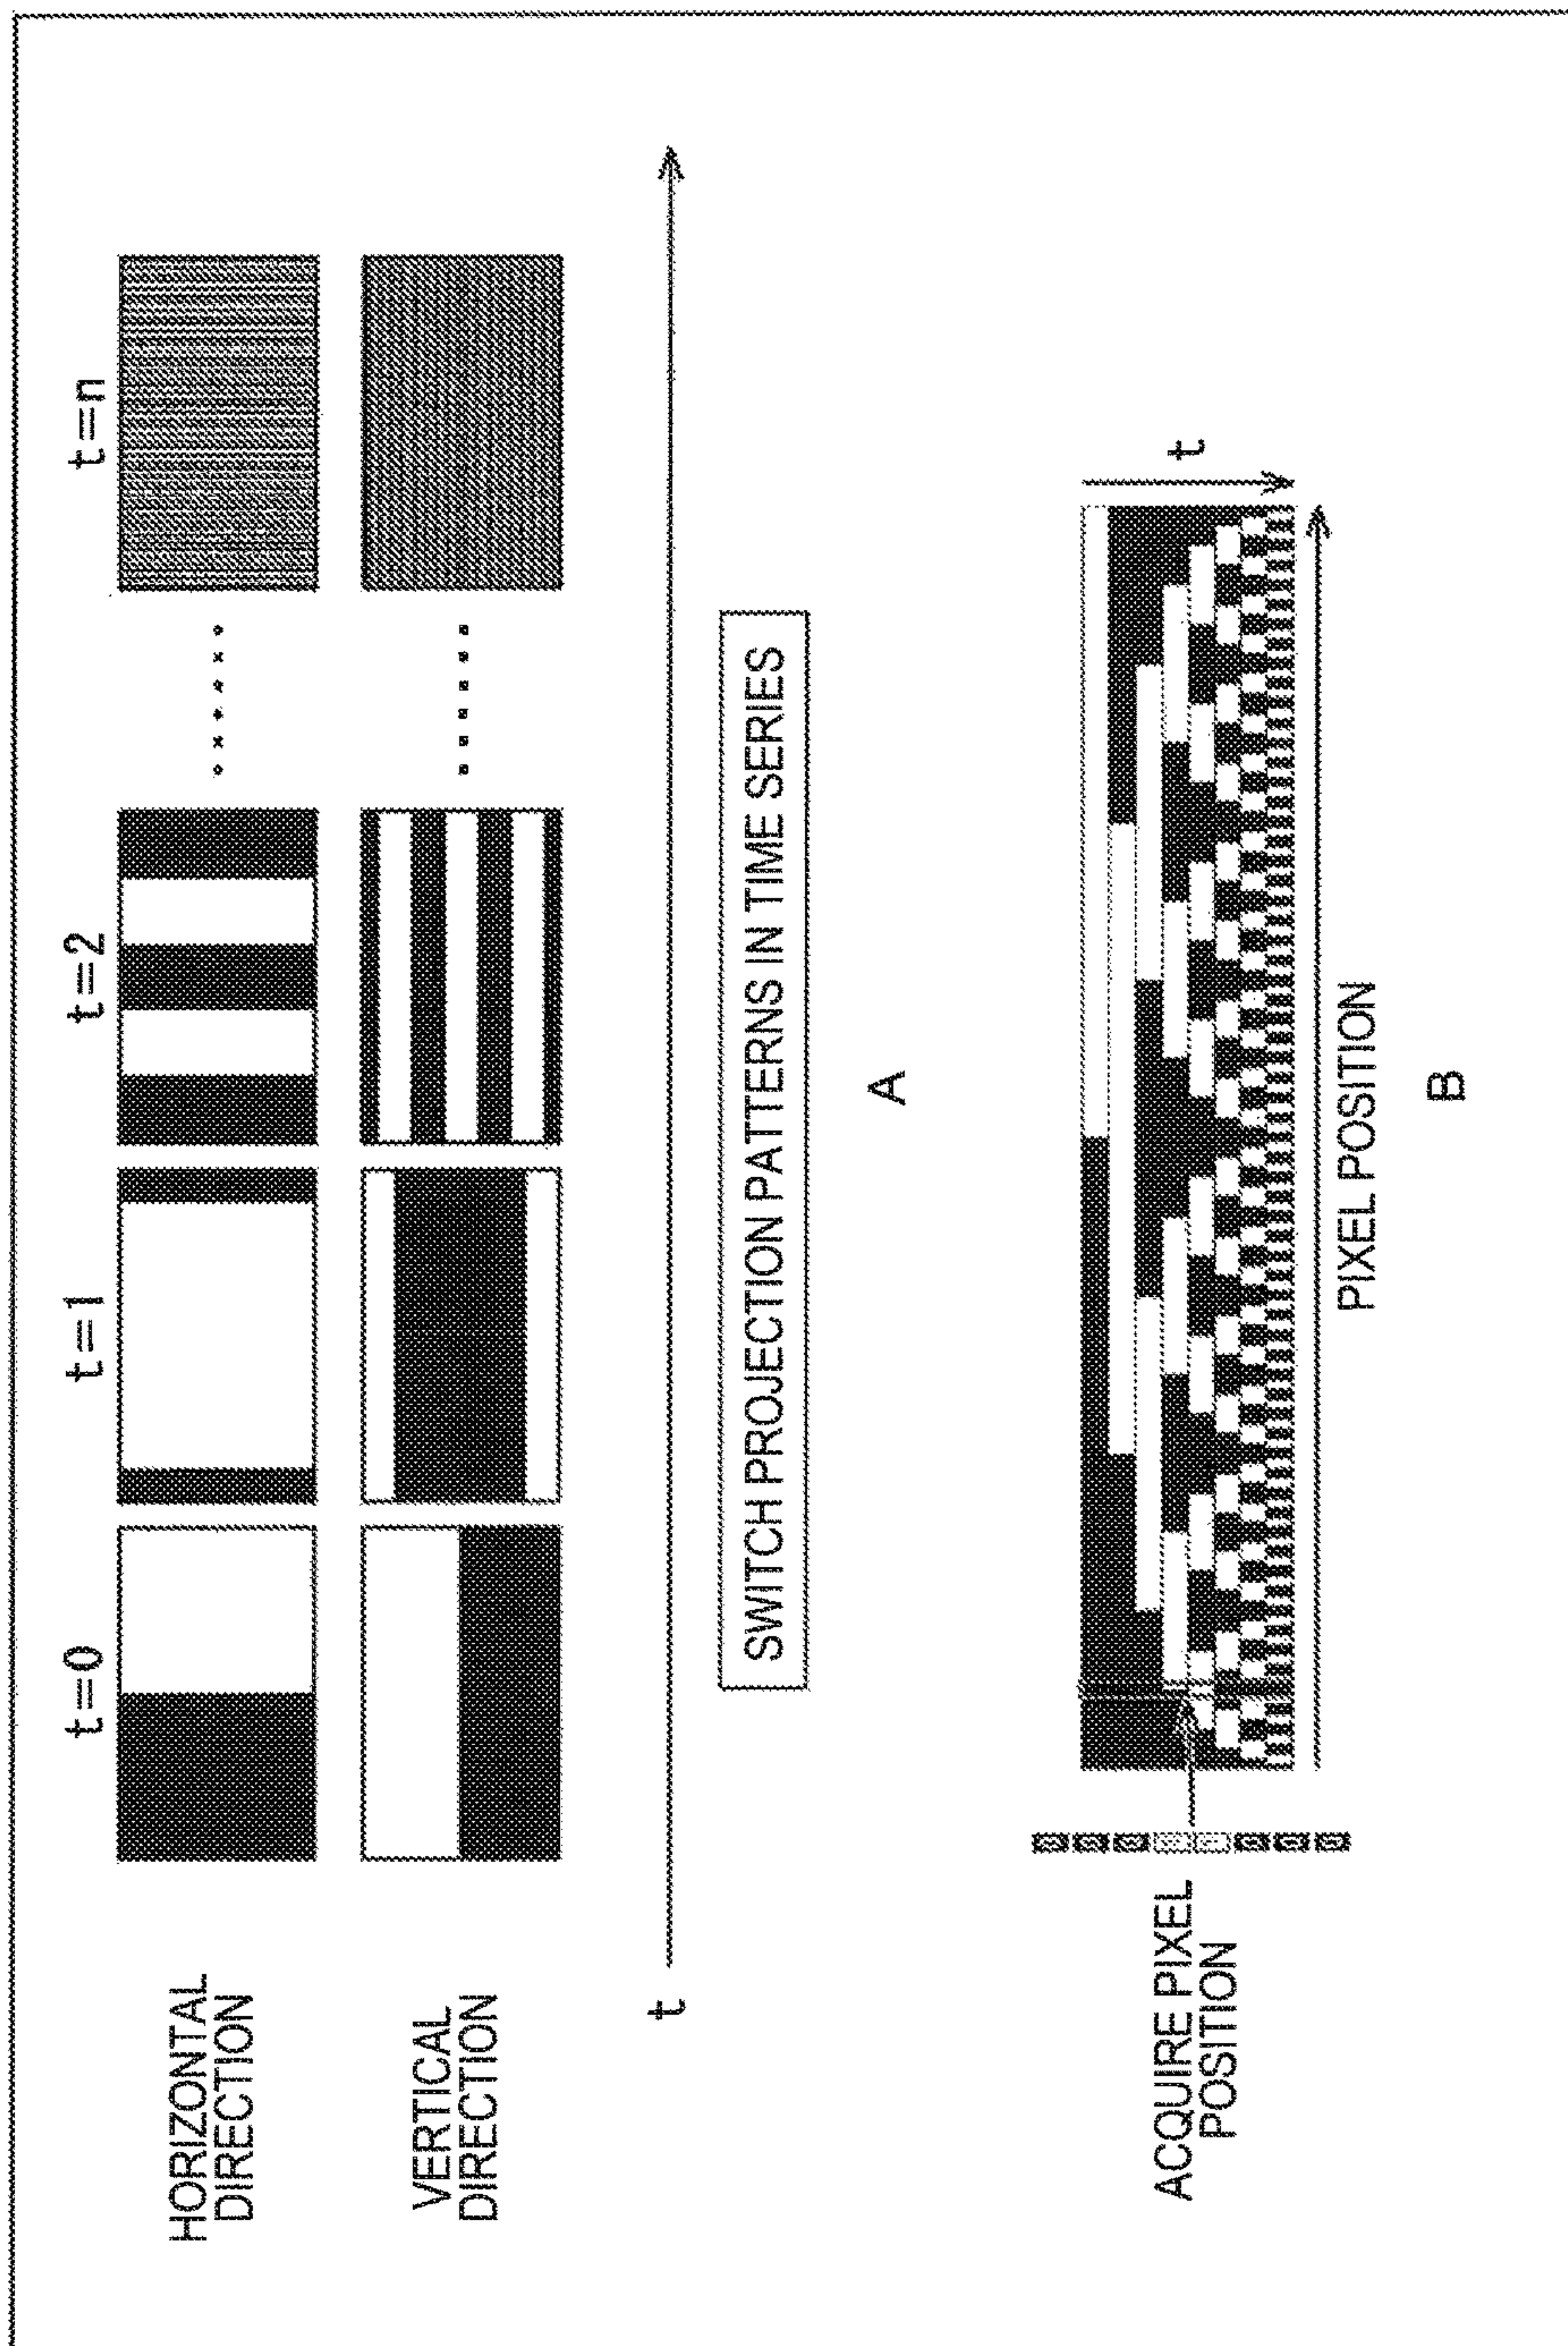 t=0 t=1 t=2 t=n
HORIZONTAL
DIRECTION
VERTICAL
DIRECTION
t
SWITCH PROJECTION PATTERNS IN TIME SERIES
A
ACQUIRE PIXEL
POSITION
t
PIXEL POSITION
B